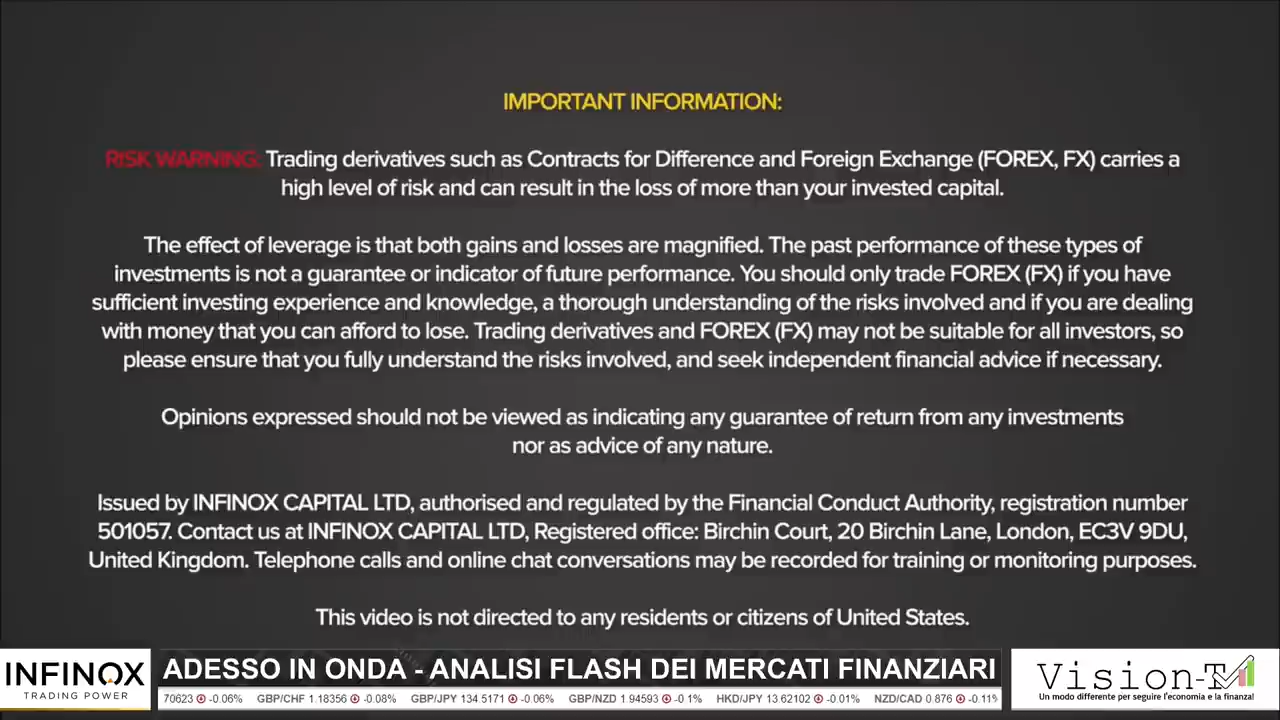 IMPORTANT INFORMATION:
RISK WARNING: Trading derivatives such as Contracts for Difference and Foreign Exchange (FOREX, FX) carries a
high level of risk and can result in the loss of more than your invested capital.
The effect of leverage is that both gains and losses are magnified. The past performance of these types of
investments is not a guarantee or indicator of future performance. You should only trade FOREX (FX) if you have
sufficient investing experience and knowledge, a thorough understanding of the risks involved and if you are dealing
with money that you can afford to lose. Trading derivatives and FOREX (FX) may not be suitable for all investors, so
please ensure that you fully understand the risks involved, and seek independent financial advice if necessary.
Opinions expressed should not be viewed as indicating any guarantee of return from any investments
nor as advice of any nature.
Issued by INFINOX CAPITAL LTD, authorised and regulated by the Financial Conduct Authority, registration number
501057. Contact us at INFINOX CAPITAL LTD, Registered office: Birchin Court, 20 Birchin Lane, London, EC3V 9DU,
United Kingdom. Telephone calls and online chat conversations may be recorded for training or monitoring purposes.
This video is not directed to any residents or citizens of United States.
INFINOX
TRADING POWER
ADESSO IN ONDA - ANALISI FLASH DEI MERCATI FINANZIARI
70623 -0.06% GBP/CHF 1.18356 -0.08% GBP/JPY 134.5171 -0.06% GBP/NZD 1.94593 -0.1% HKD/JPY 13.62102 -0.01% NZD/CAD 0.876 -0.11%
Vision-T
Un modo differente per seguire l'economia e la finanza!